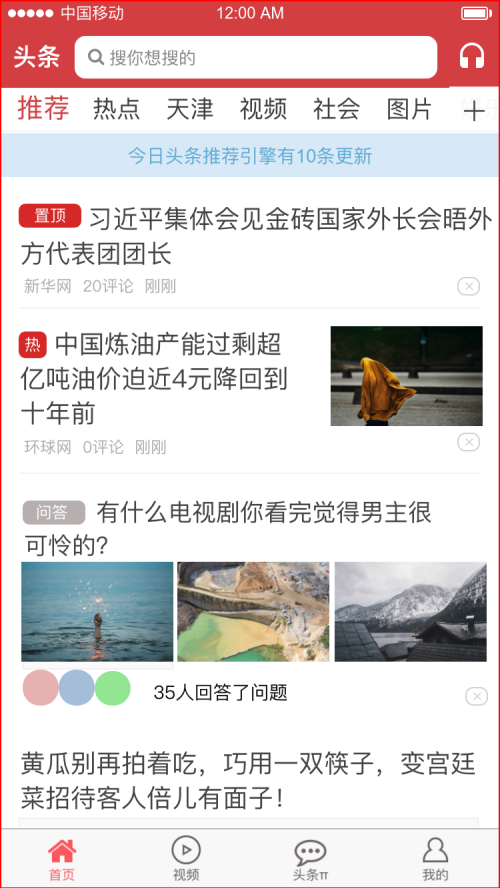 中国移动 12:00 AM
头条 搜你想搜的
推荐 热点 天津 视频 社会 图片
今日头条推荐引擎有10条更新
置顶 习近平集体会见金砖国家外长会晤外
方代表团团长
新华网 20评论 刚刚
热 中国炼油产能过剩超
亿吨油价迫近4元降回到
十年前
环球网 0评论 刚刚
问答 有什么电视剧你看完觉得男主很
可怜的?
35人回答了问题
黄瓜别再拍着吃，巧用一双筷子，变宫廷
菜招待客人倍儿有面子！
首页 视频 头条π 我的